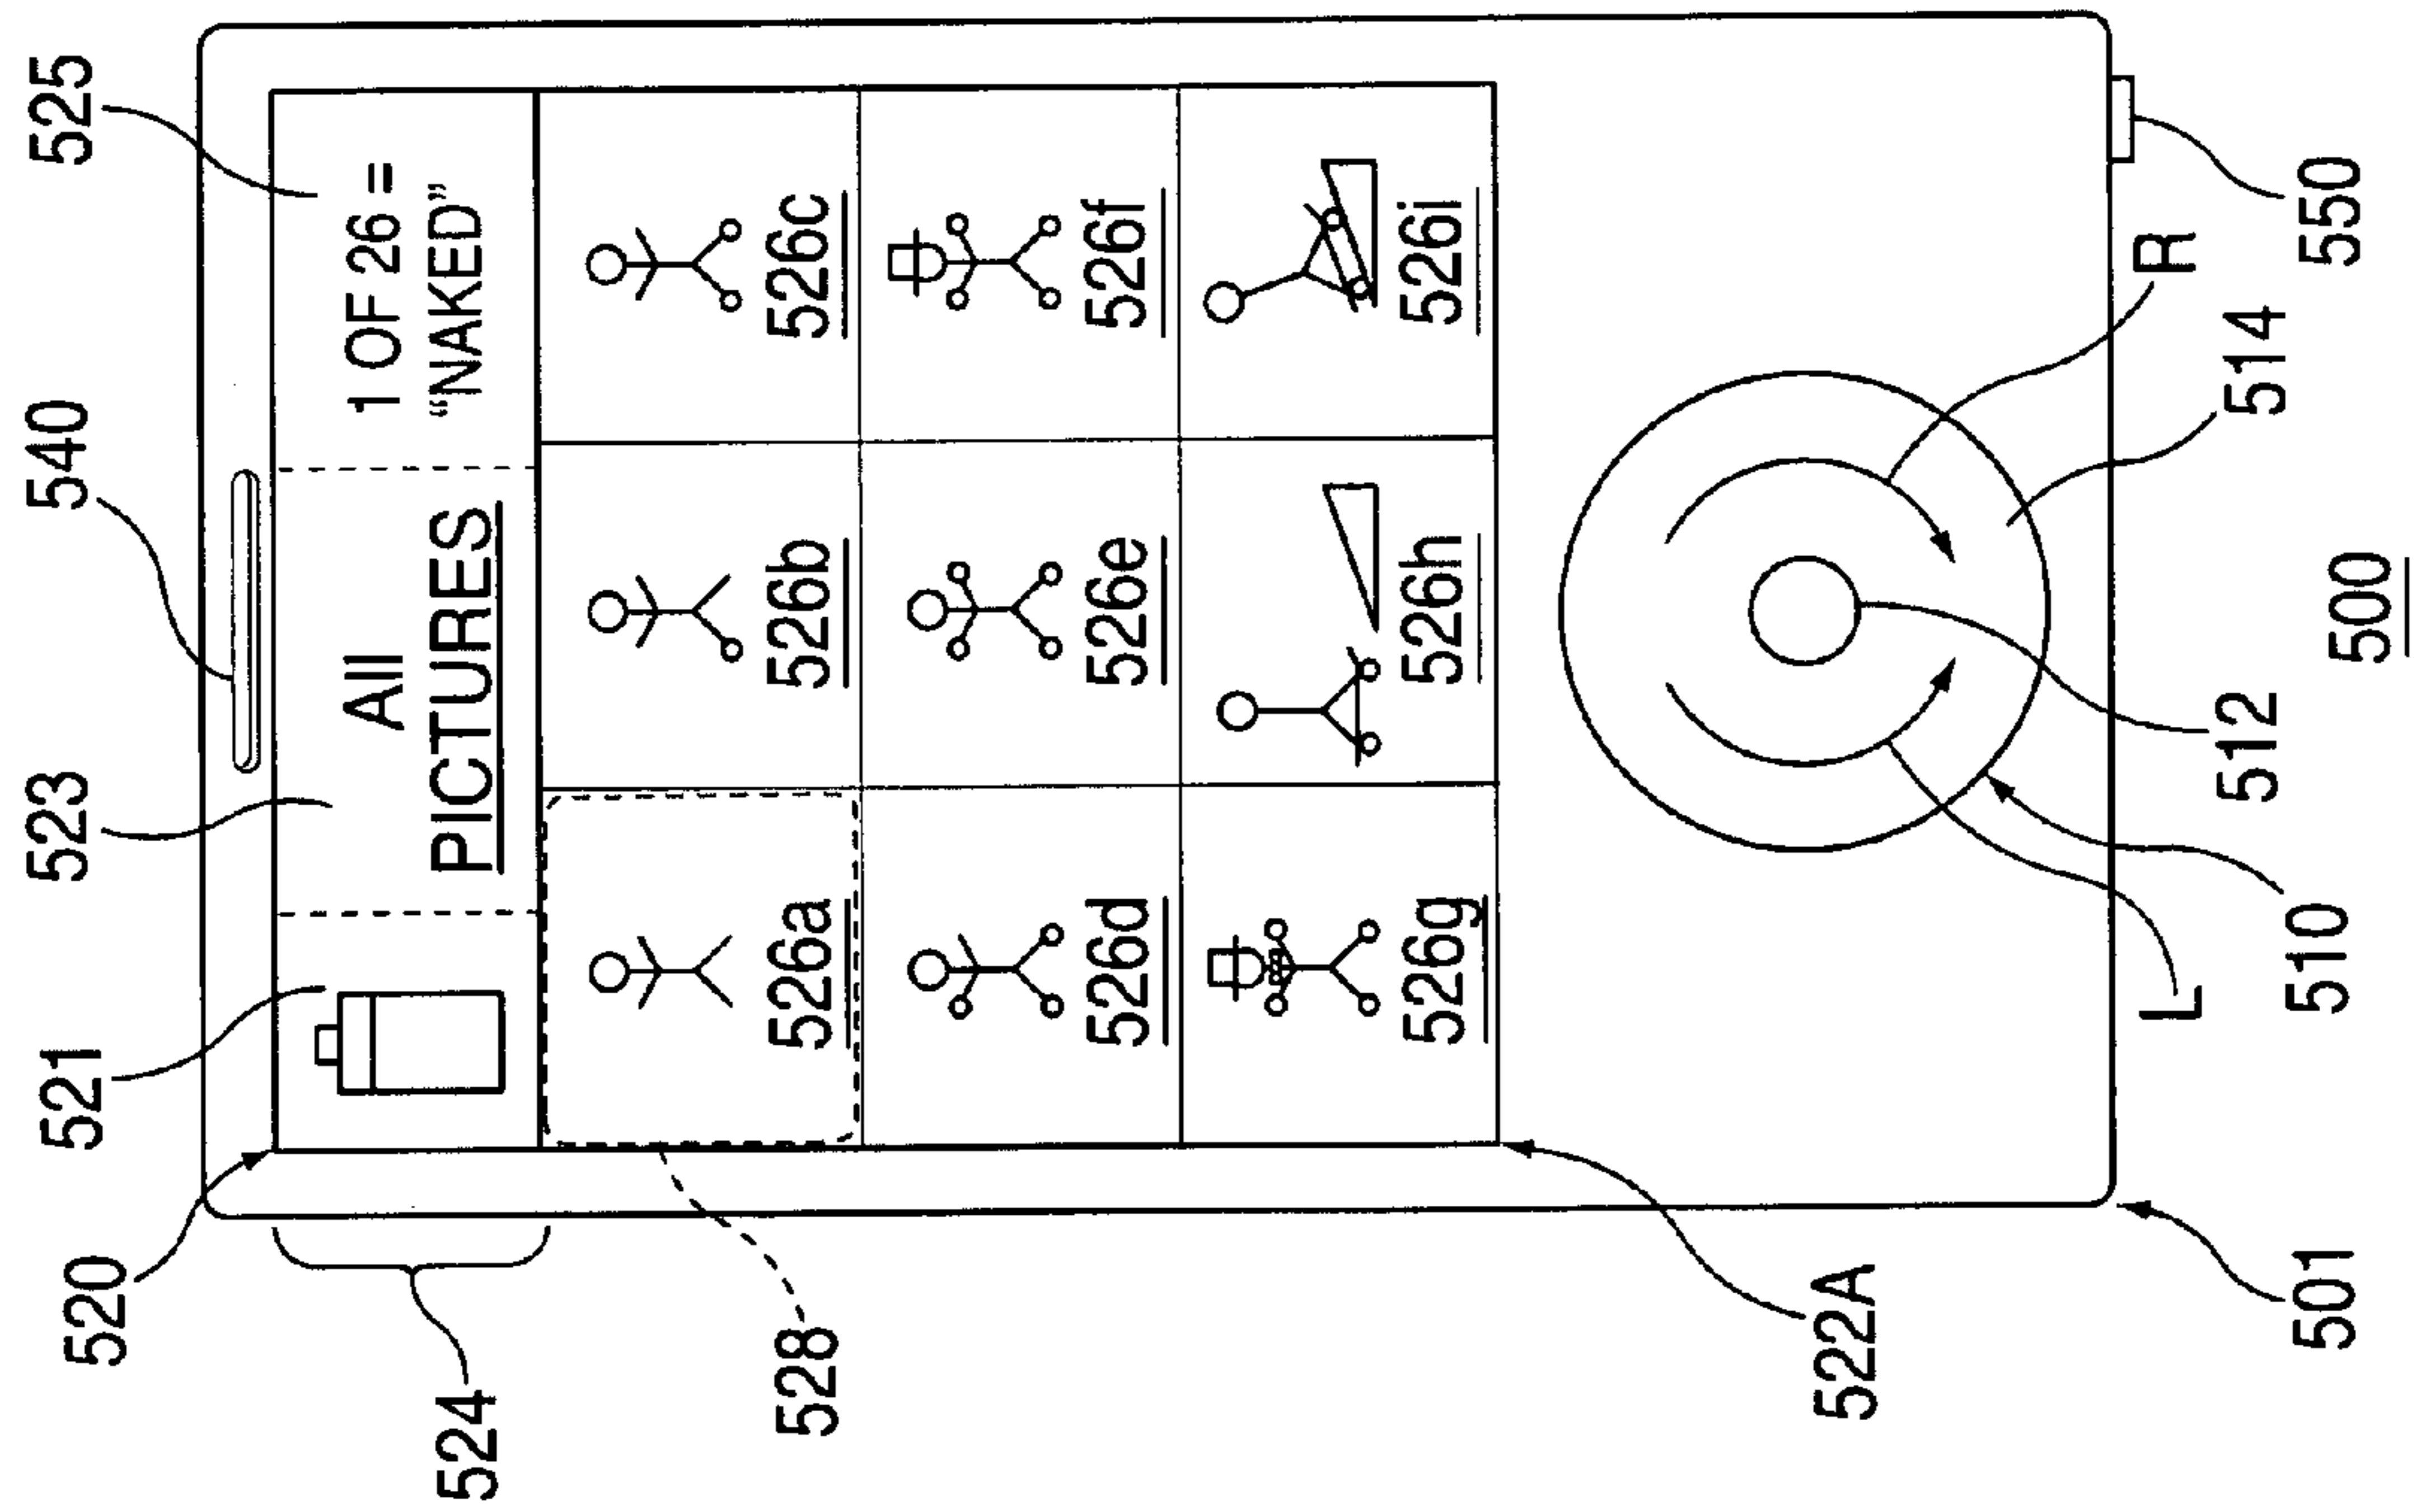 521 523 540 525
520
All
PICTURES
1 OF 26 =
“NAKED”
524
526a 526b 526c
528
526d 526e 526f
526g 526h 526i
522A
L R
512 514
501 510 550
500